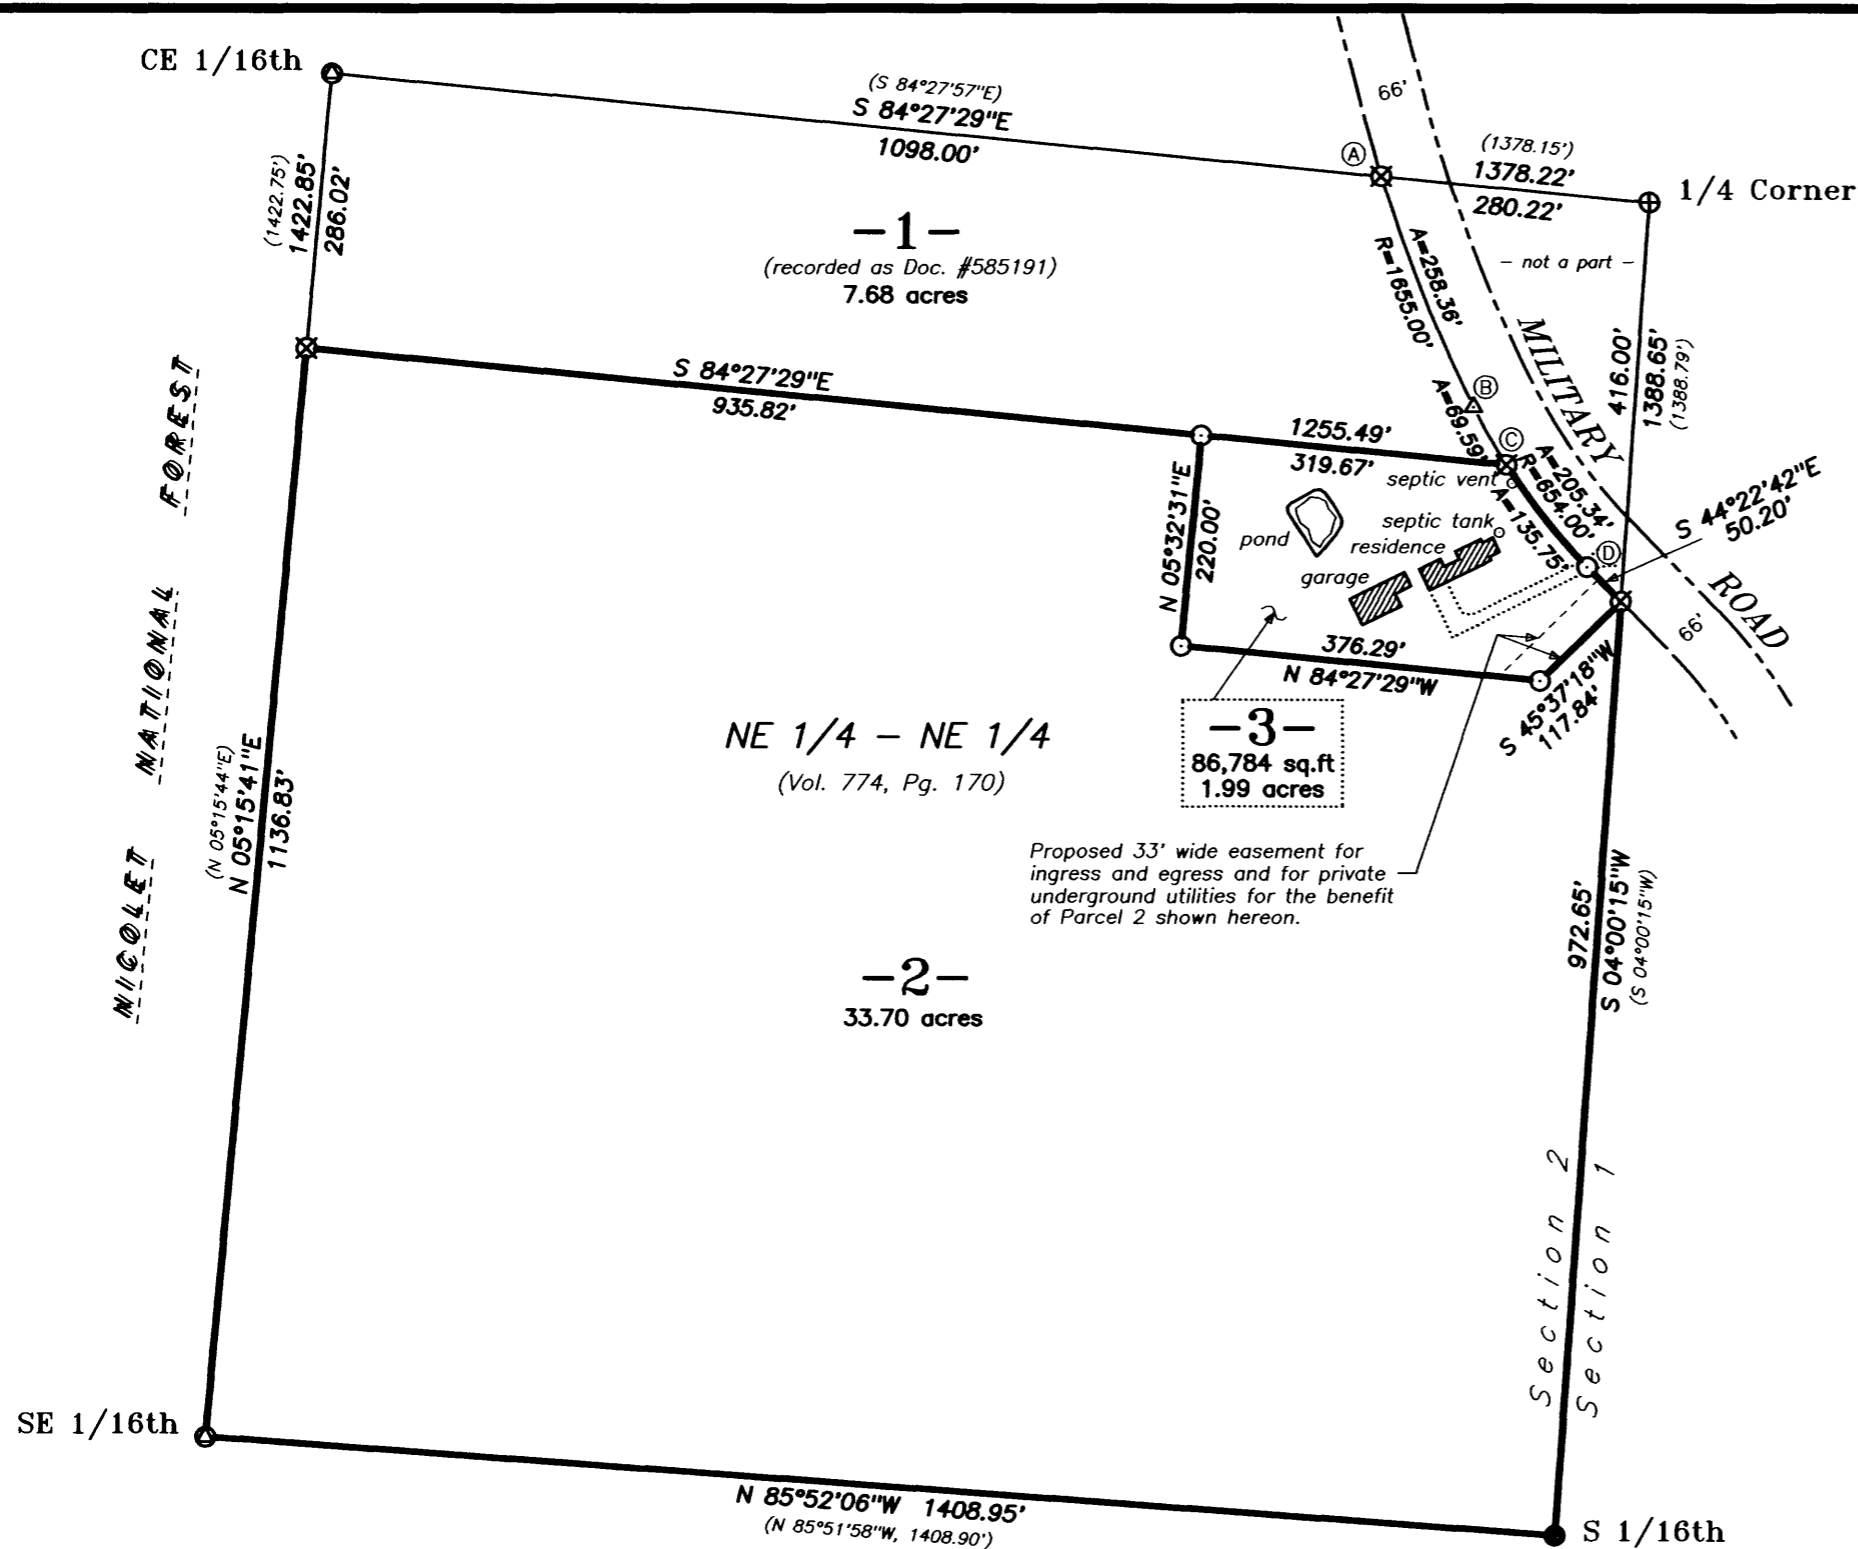 CE 1/16th
(S 84°27'57"E)
S 84°27'29"E
1098.00'
66'
A
(1378.15')
1378.22'
280.22'
1/4 Corner
(1422.75')
1422.85'
286.02'
-1-
(recorded as Doc. #585191)
7.68 acres
A=258.36'
R=1655.00'
- not a part -
MILITARY
ROAD
416.00'
1388.65'
(1388.79')
S 84°27'29"E
935.82'
B
A=69.59'
C
1255.49'
319.67'
septic vent
A=205.34'
R=654.00'
A=135.75'
S 44°22'42"E
50.20'
D
N 05°32'31"E
220.00'
pond
septic tank
residence
garage
66'
376.29'
N 84°27'29"W
S 45°37'18"W
117.84'
NICOLET NATIONAL FOREST
NE 1/4 - NE 1/4
(Vol. 774, Pg. 170)
-3-
86,784 sq.ft
1.99 acres
(N 05°15'44"E)
N 05°15'41"E
1136.83'
Proposed 33' wide easement for
ingress and egress and for private
underground utilities for the benefit
of Parcel 2 shown hereon.
972.65'
S 04°00'15"W
(S 04°00'15"W)
-2-
33.70 acres
Section 2
Section 1
SE 1/16th
N 85°52'06"W 1408.95'
(N 85°51'58"W, 1408.90')
S 1/16th